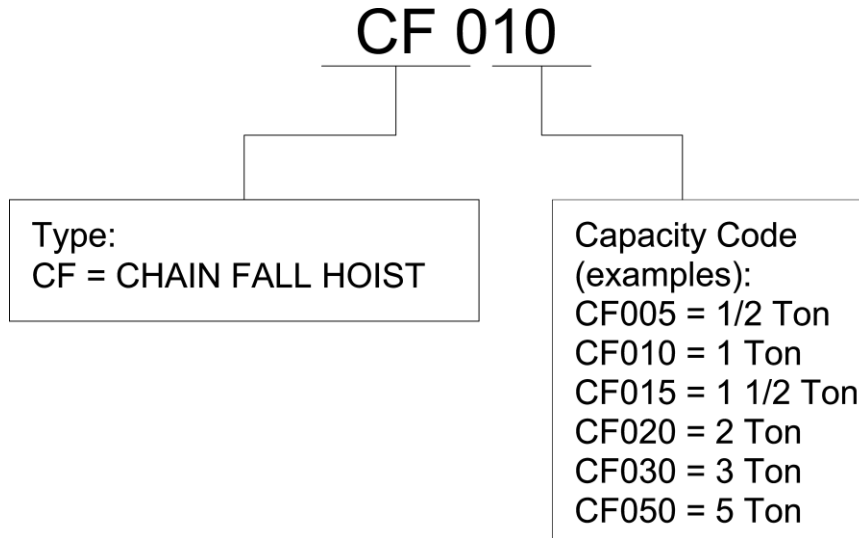 CF 010
Type:
CF = CHAIN FALL HOIST
Capacity Code
(examples):
CF005 = 1/2 Ton
CF010 = 1 Ton
CF015 = 1 1/2 Ton
CF020 = 2 Ton
CF030 = 3 Ton
CF050 = 5 Ton